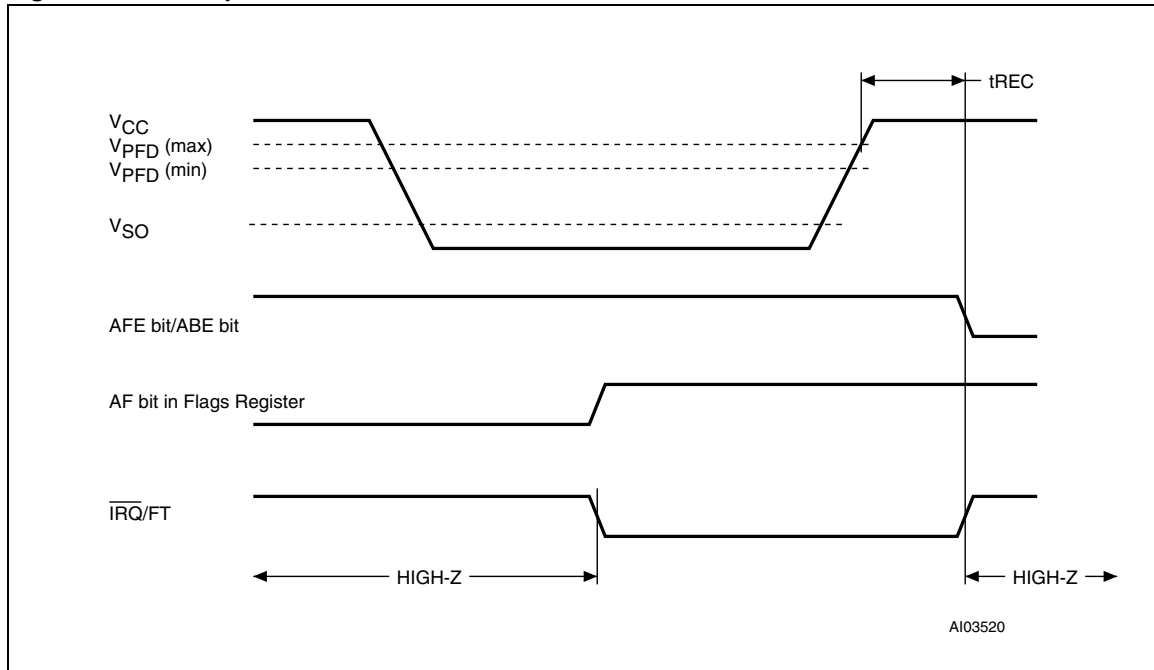 tREC
VCC
VPFD (max)
VPFD (min)
VSO
AFE bit/ABE bit
AF bit in Flags Register
IRQ/FT
HIGH-Z
HIGH-Z
AI03520